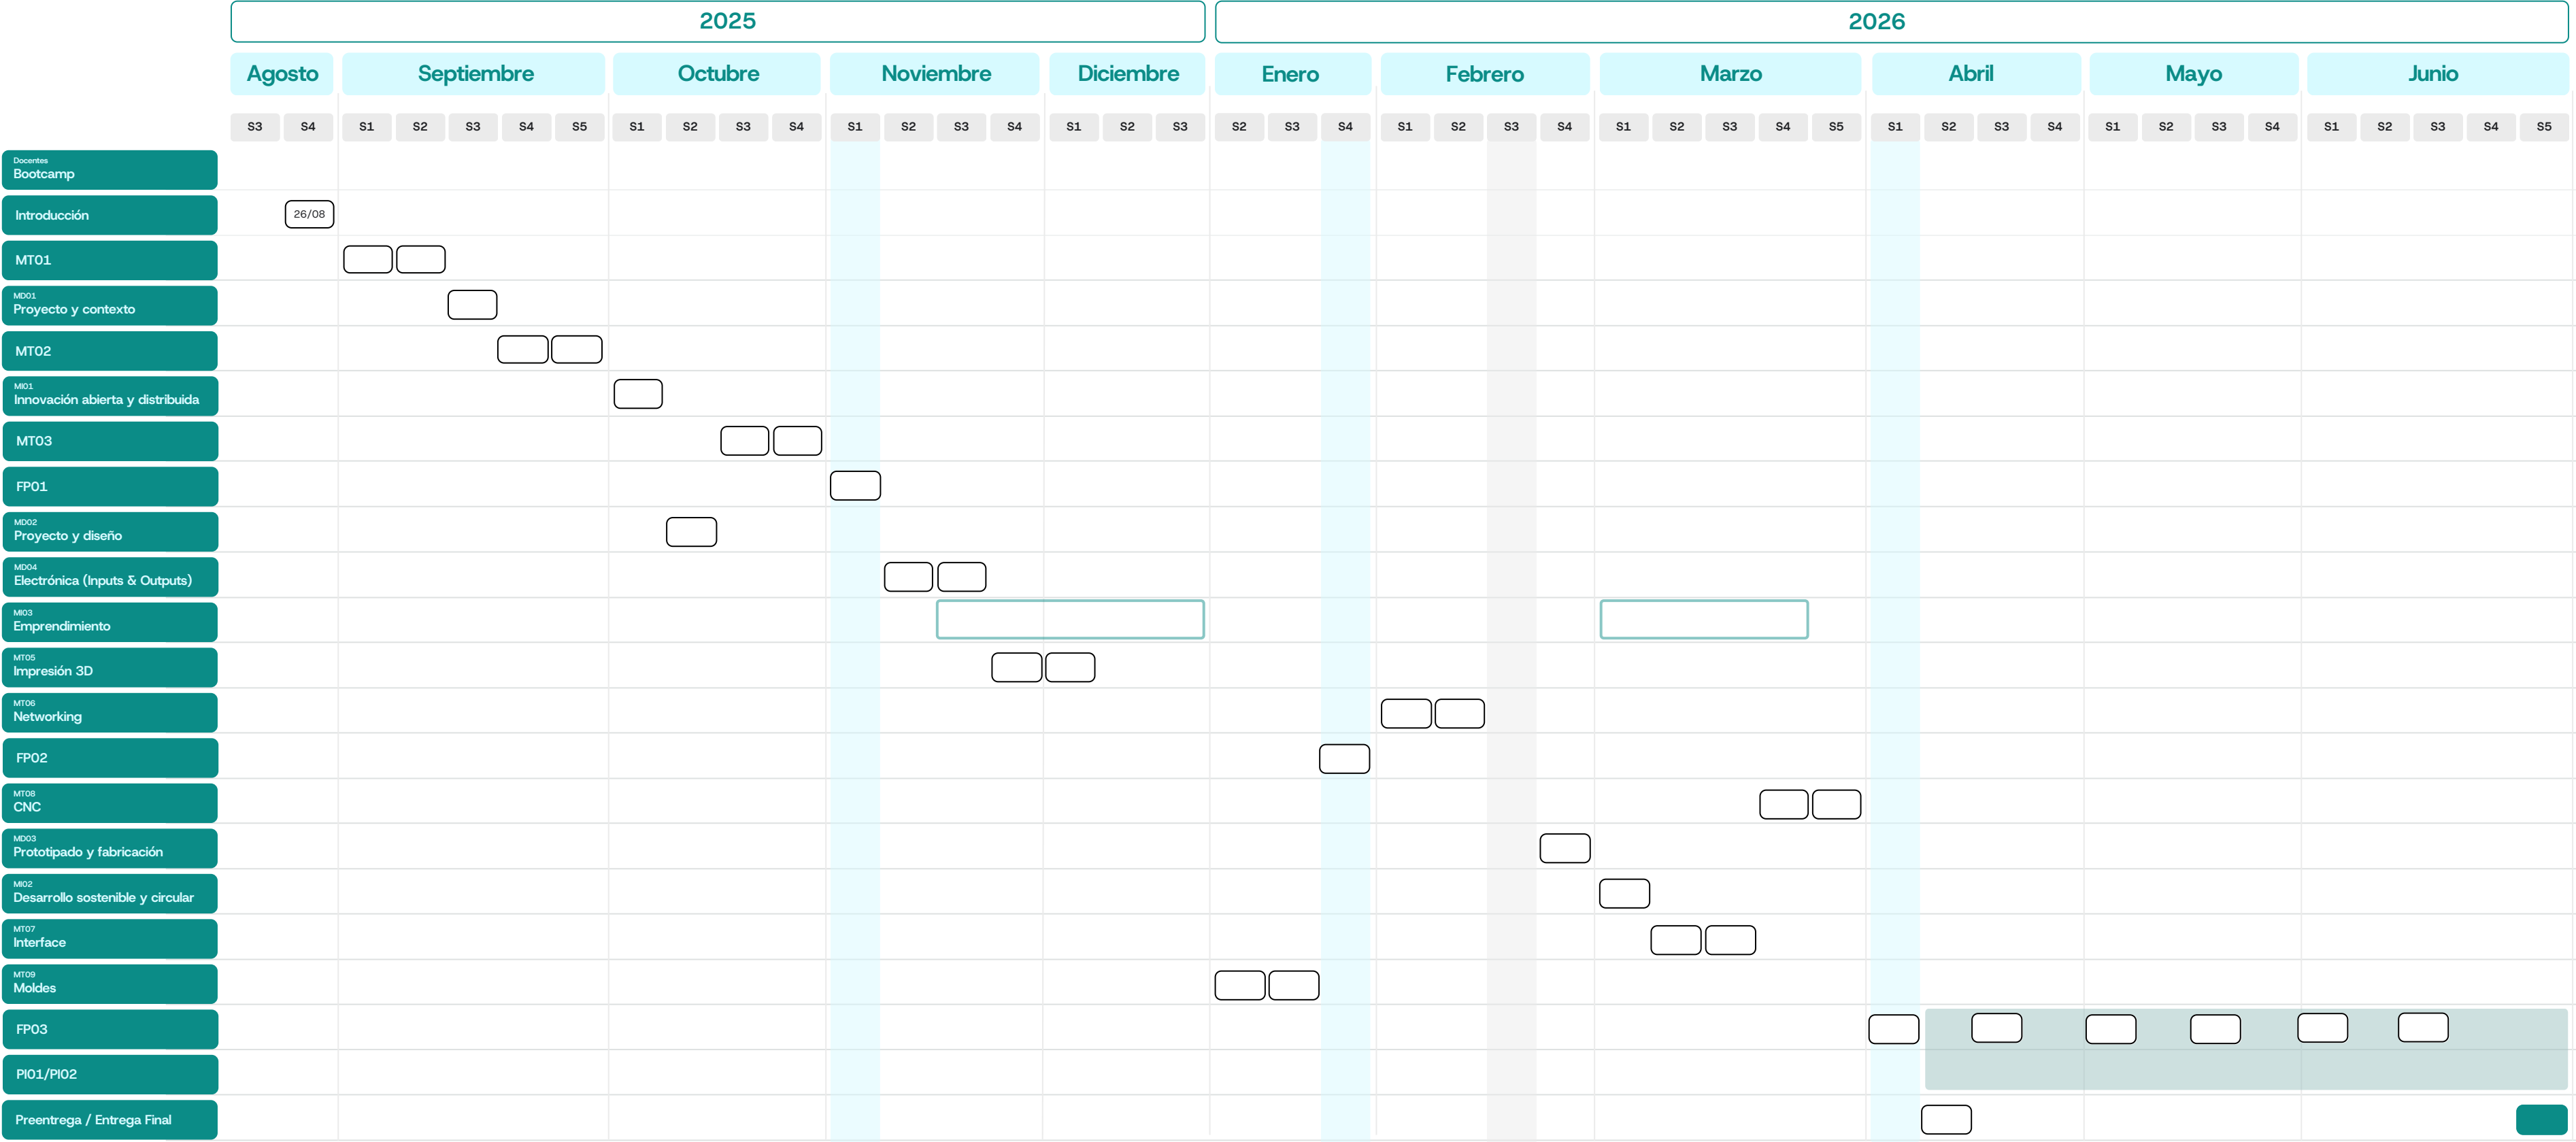 2025 2026
Agosto Septiembre Octubre Noviembre Diciembre Enero Febrero Marzo Abril Mayo Junio
S3 S4 S1 S2 S3 S4 S5 S1 S2 S3 S4 S1 S2 S3 S4 S1 S2 S3 S2 S3 S4 S1 S2 S3 S4 S1 S2 S3 S4 S5 S1 S2 S3 S4 S1 S2 S3 S4 S1 S2 S3 S4 S5
Docentes
Bootcamp
Introducción 26/08
MT01
MD01
Proyecto y contexto
MT02
MI01
Innovación abierta y distribuida
MT03
FP01
MD02
Proyecto y diseño
MD04
Electrónica (Inputs & Outputs)
MI03
Emprendimiento
MT05
Impresión 3D
MT06
Networking
FP02
MT08
CNC
MD03
Prototipado y fabricación
MI02
Desarrollo sostenible y circular
MT07
Interface
MT09
Moldes
FP03
PI01/PI02
Preentrega / Entrega Final